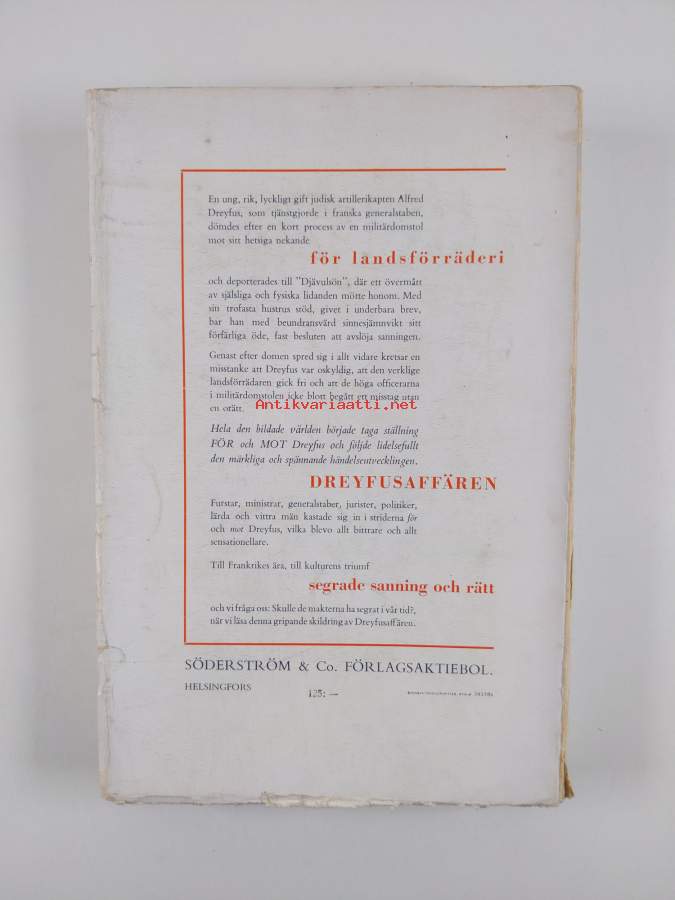 En ung, rik, lyckligt gift judisk artillerikapten Alfred
Dreyfus, som tjänstgjorde i franska generalstaben,
dömdes efter en kort process av en militärdomstol
mot sitt hetsiga nekande
för landsförräderi
och deporterades till "Djävulsön", där ett övermått
av själsliga och fysiska lidanden mötte honom. Med
sin trofasta hustrus stöd, givet i underbara brev,
bar han med beundransvärd sinnesjämnvikt sitt
förfärliga öde, fast besluten att avslöja sanningen.
Genast efter domen spred sig i allt vidare kretsar en
misstanke att Dreyfus var oskyldig, att den verklige
landsförrädaren gick fri och att de höga officerarna
i militärdomstolen icke blott begått ett misstag utan
en orätt.
Antikvariaatti.net
Hela den bildade världen började taga ställning
FÖR och MOT Dreyfus och följde lidelsefullt
den märkliga och spännande händelseutvecklingen.
DREYFUSAFFÄREN
Furstar, ministrar, generalstaber, jurister, politiker,
lärda och vittra män kastade sig in i striderna för
och mot Dreyfus, vilka blevo allt bittrare och allt
sensationellare.
Till Frankrikes ära, till kulturens triumf
segrade sanning och rätt
och vi fråga oss: Skulle de makterna ha segrat i vår tid?,
när vi läsa denna gripande skildring av Dreyfusaffären.
SÖDERSTRÖM & Co. FÖRLAGSAKTIEBOL.
HELSINGFORS
125: —